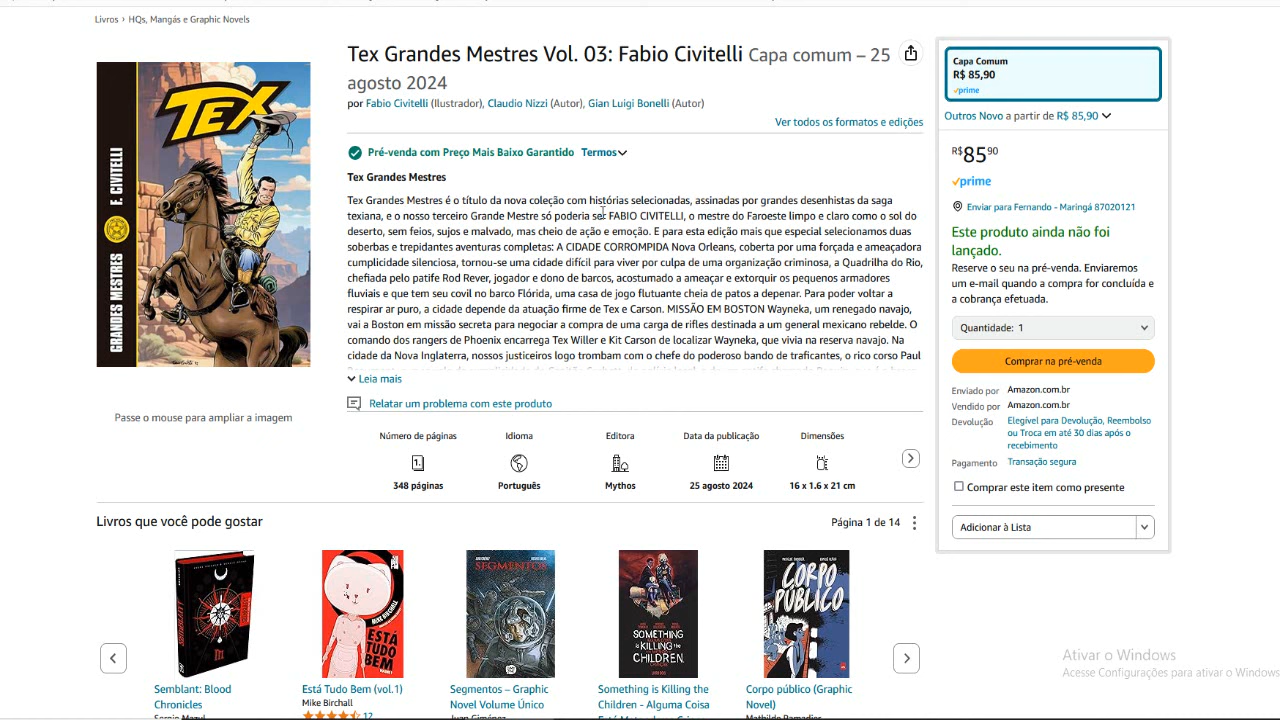 Livros › HQs, Mangás e Graphic Novels
Tex Grandes Mestres Vol. 03: Fabio Civitelli Capa comum – 25
agosto 2024
por Fabio Civitelli (Ilustrador), Claudio Nizzi (Autor), Gian Luigi Bonelli (Autor)
Ver todos os formatos e edições
Pré-venda com Preço Mais Baixo Garantido Termos
Tex Grandes Mestres
Tex Grandes Mestres é o título da nova coleção com histórias selecionadas, assinadas por grandes desenhistas da saga
texiana, e o nosso terceiro Grande Mestre só poderia ser FABIO CIVITELLI, o mestre do Faroeste limpo e claro como o sol do
deserto, sem feios, sujos e malvado, mas cheio de ação e emoção. E para esta edição mais que especial selecionamos duas
soberbas e trepidantes aventuras completas: A CIDADE CORROMPIDA Nova Orleans, coberta por uma forçada e ameaçadora
cumplicidade silenciosa, tornou-se uma cidade difícil para viver por culpa de uma organização criminosa, a Quadrilha do Rio,
chefiada pelo patife Rod Rever, jogador e dono de barcos, acostumado a ameaçar e extorquir os pequenos armadores
fluviais e que tem seu covil no barco Flórida, uma casa de jogo flutuante cheia de patos a depenar. Para poder voltar a
respirar ar puro, a cidade depende da atuação firme de Tex e Carson. MISSÃO EM BOSTON Wayneka, um renegado navajo,
vai a Boston em missão secreta para negociar a compra de uma carga de rifles destinada a um general mexicano rebelde. O
comando dos rangers de Phoenix encarrega Tex Willer e Kit Carson de localizar Wayneka, que vivia na reserva navajo. Na
cidade da Nova Inglaterra, nossos justiceiros logo trombam com o chefe do poderoso bando de traficantes, o rico corso Paul
Leia mais
Relatar um problema com este produto
Número de páginas
348 páginas
Idioma
Português
Editora
Mythos
Data da publicação
25 agosto 2024
Dimensões
16 x 1.6 x 21 cm
TEX
GRANDES MESTRES F. CIVITELLI
Passe o mouse para ampliar a imagem
Capa Comum
R$ 85,90
prime
Outros Novo a partir de R$ 85,90
R$85 90
prime
Enviar para Fernando - Maringá 87020121
Este produto ainda não foi
lançado.
Reserve o seu na pré-venda. Enviaremos
um e-mail quando a compra for concluída e
a cobrança efetuada.
Quantidade: 1
Comprar na pré-venda
Enviado por Amazon.com.br
Vendido por Amazon.com.br
Devolução Elegível para Devolução, Reembolso
ou Troca em até 30 dias após o
recebimento
Pagamento Transação segura
Comprar este item como presente
Adicionar à Lista
Livros que você pode gostar
Página 1 de 14
SEGMENTOS
SOMETHING
IS KILLING THE
CHILDREN
CORPO
PÚBLICO
MIKE BIRCHALL
ESTÁ
TUDO
BEM
Semblant: Blood
Chronicles
Está Tudo Bem (vol.1)
Mike Birchall
12
Segmentos – Graphic
Novel Volume Único
Juan Giménez
Something is Killing the
Children - Alguma Coisa
Corpo público (Graphic
Novel)
Ativar o Windows
Acesse Configurações para ativar o Windows